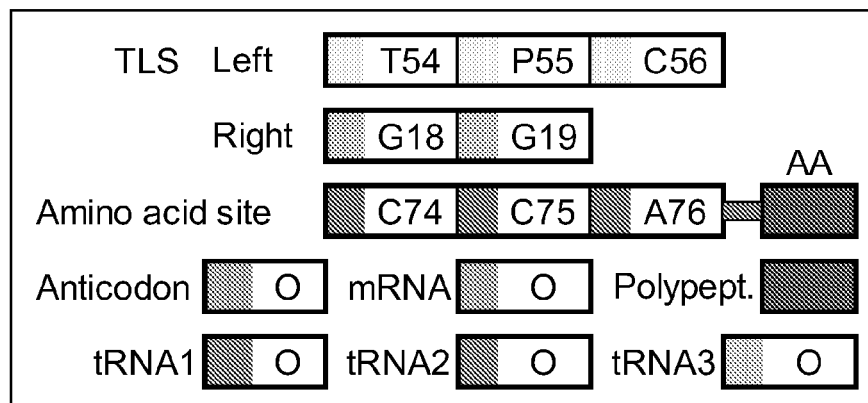 TLS Left T54 P55 C56
Right G18 G19
AA
Amino acid site C74 C75 A76
Anticodon O mRNA O Polypept.
tRNA1 O tRNA2 O tRNA3 O